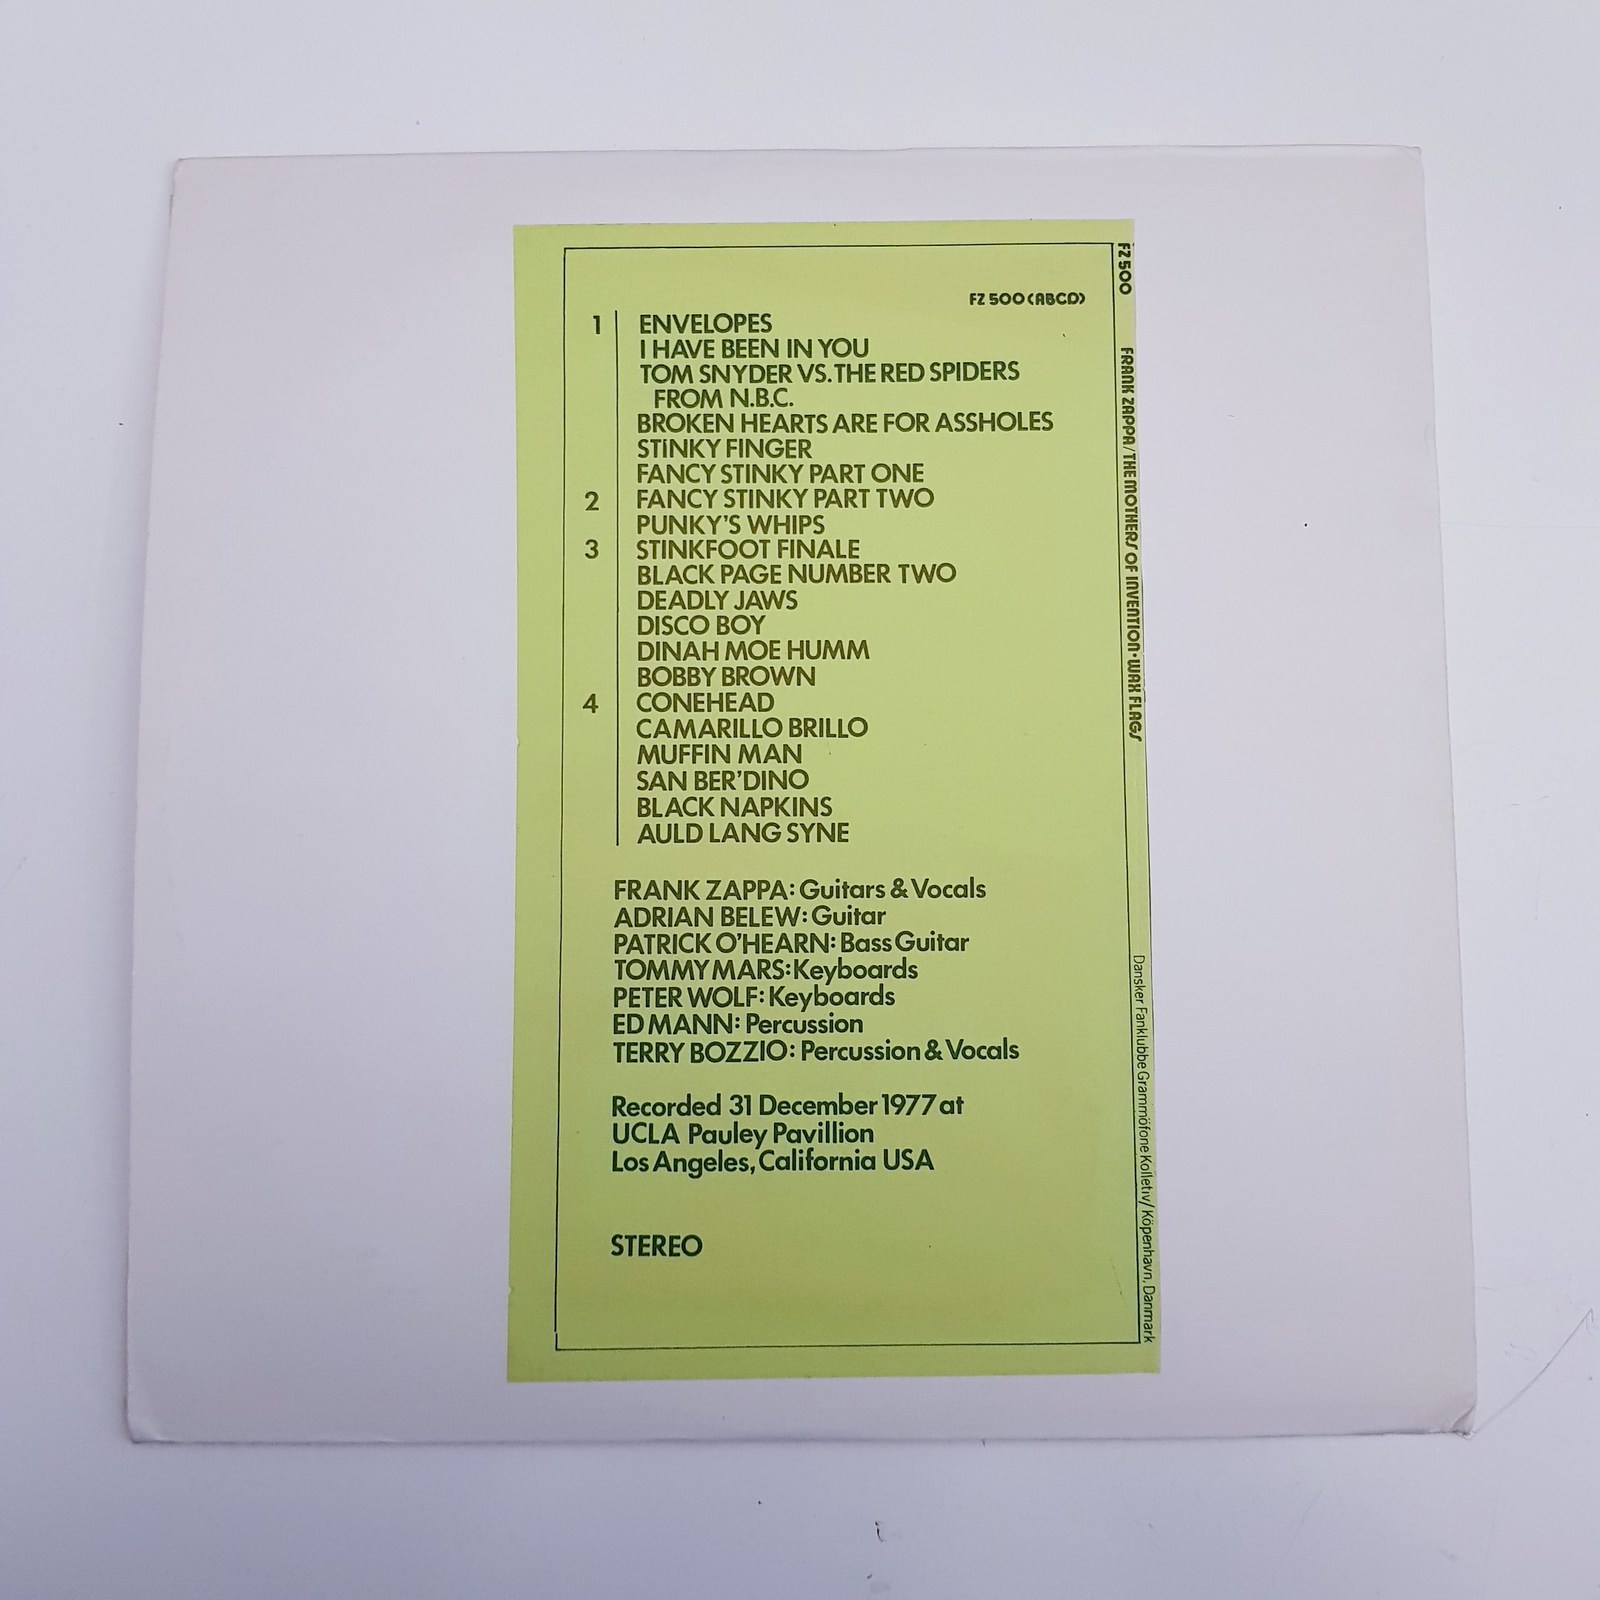 FZ 500 (ABCD)
1 ENVELOPES
I HAVE BEEN IN YOU
TOM SNYDER VS. THE RED SPIDERS
FROM N.B.C.
BROKEN HEARTS ARE FOR ASSHOLES
STINKY FINGER
FANCY STINKY PART ONE
2 FANCY STINKY PART TWO
PUNKY'S WHIPS
3 STINKFOOT FINALE
BLACK PAGE NUMBER TWO
DEADLY JAWS
DISCO BOY
DINAH MOE HUMM
BOBBY BROWN
4 CONEHEAD
CAMARILLO BRILLO
MUFFIN MAN
SAN BER'DINO
BLACK NAPKINS
AULD LANG SYNE
FRANK ZAPPA: Guitars & Vocals
ADRIAN BELEW: Guitar
PATRICK O'HEARN: Bass Guitar
TOMMY MARS: Keyboards
PETER WOLF: Keyboards
ED MANN: Percussion
TERRY BOZZIO: Percussion & Vocals
Recorded 31 December 1977 at
UCLA Pauley Pavillion
Los Angeles, California USA
STEREO
FZ 500 FRANK ZAPPA/THE MOTHERS OF INVENTION • WAX FLAGS Dansker Fanklubbe Grammöfone Kolletiv/Köpenhavn, Danmark